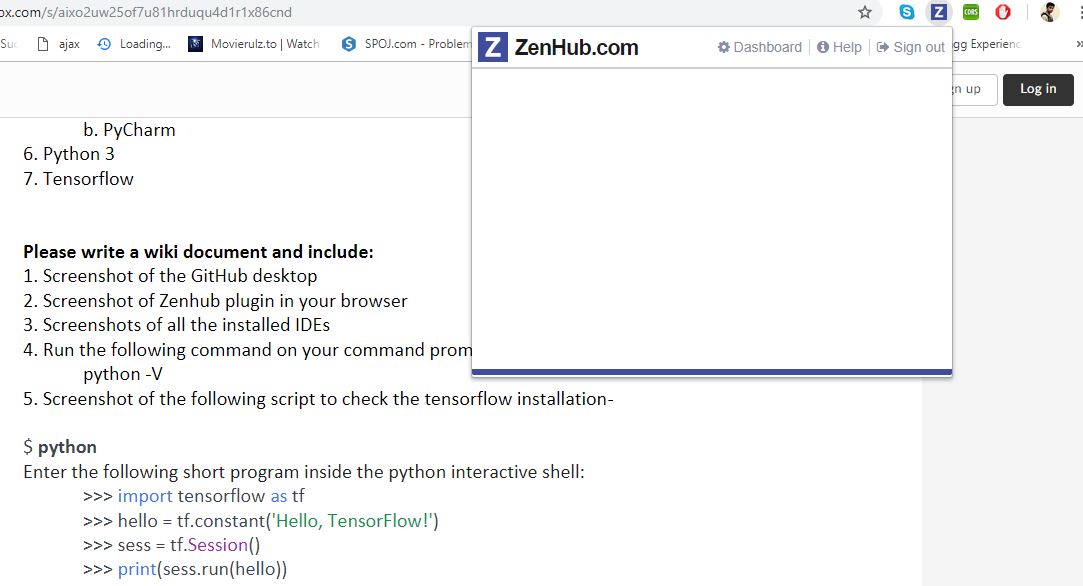 ox.com/s/aixo2uw25of7u81hrduqu4d1r1x86cnd
CORS
ajax Loading... Movierulz.to | Watch SPOJ.com - Problem
Z ZenHub.com Dashboard Help Sign out
gg Experienc »
n up Log in
b. PyCharm
6. Python 3
7. Tensorflow
Please write a wiki document and include:
1. Screenshot of the GitHub desktop
2. Screenshot of Zenhub plugin in your browser
3. Screenshots of all the installed IDEs
4. Run the following command on your command prom
python -V
5. Screenshot of the following script to check the tensorflow installation-
$ python
Enter the following short program inside the python interactive shell:
>>> import tensorflow as tf
>>> hello = tf.constant('Hello, TensorFlow!')
>>> sess = tf.Session()
>>> print(sess.run(hello))